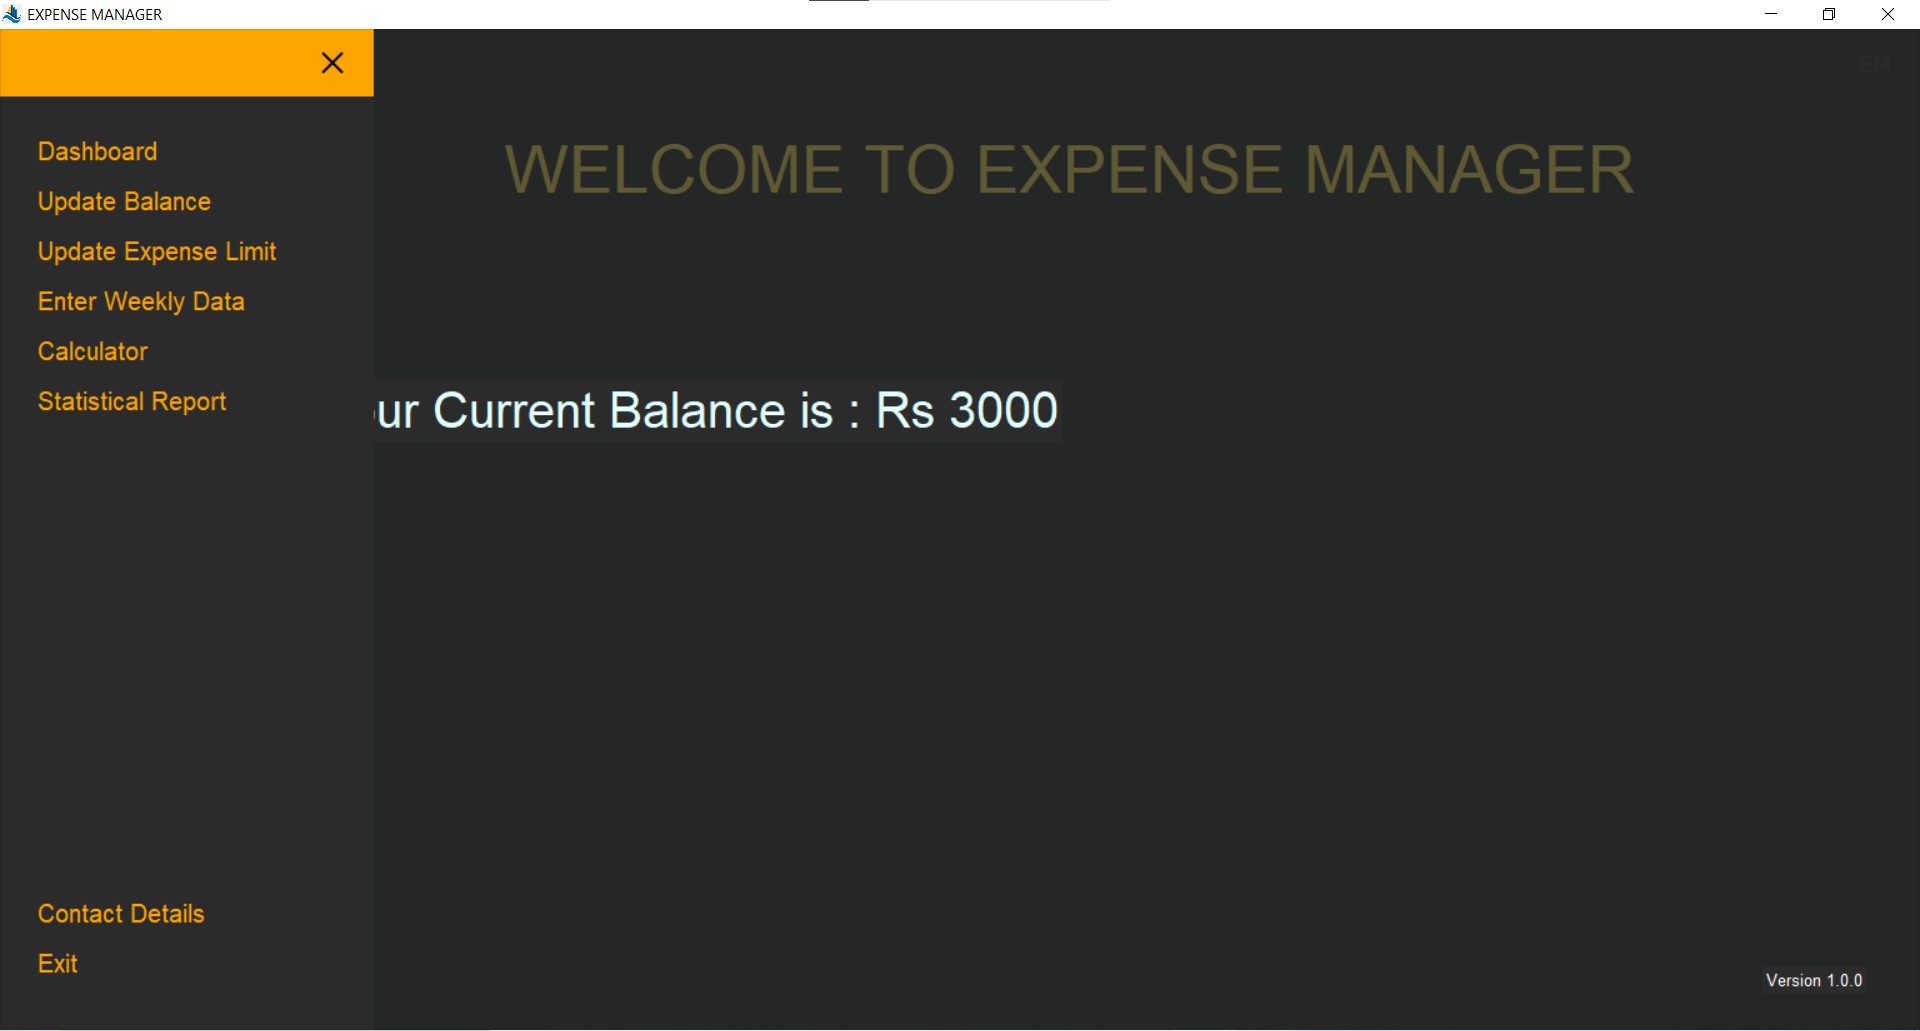 EXPENSE MANAGER
EM
WELCOME TO EXPENSE MANAGER
Dashboard
Update Balance
Update Expense Limit
Enter Weekly Data
Calculator
Statistical Report
ur Current Balance is : Rs 3000
Contact Details
Exit
Version 1.0.0